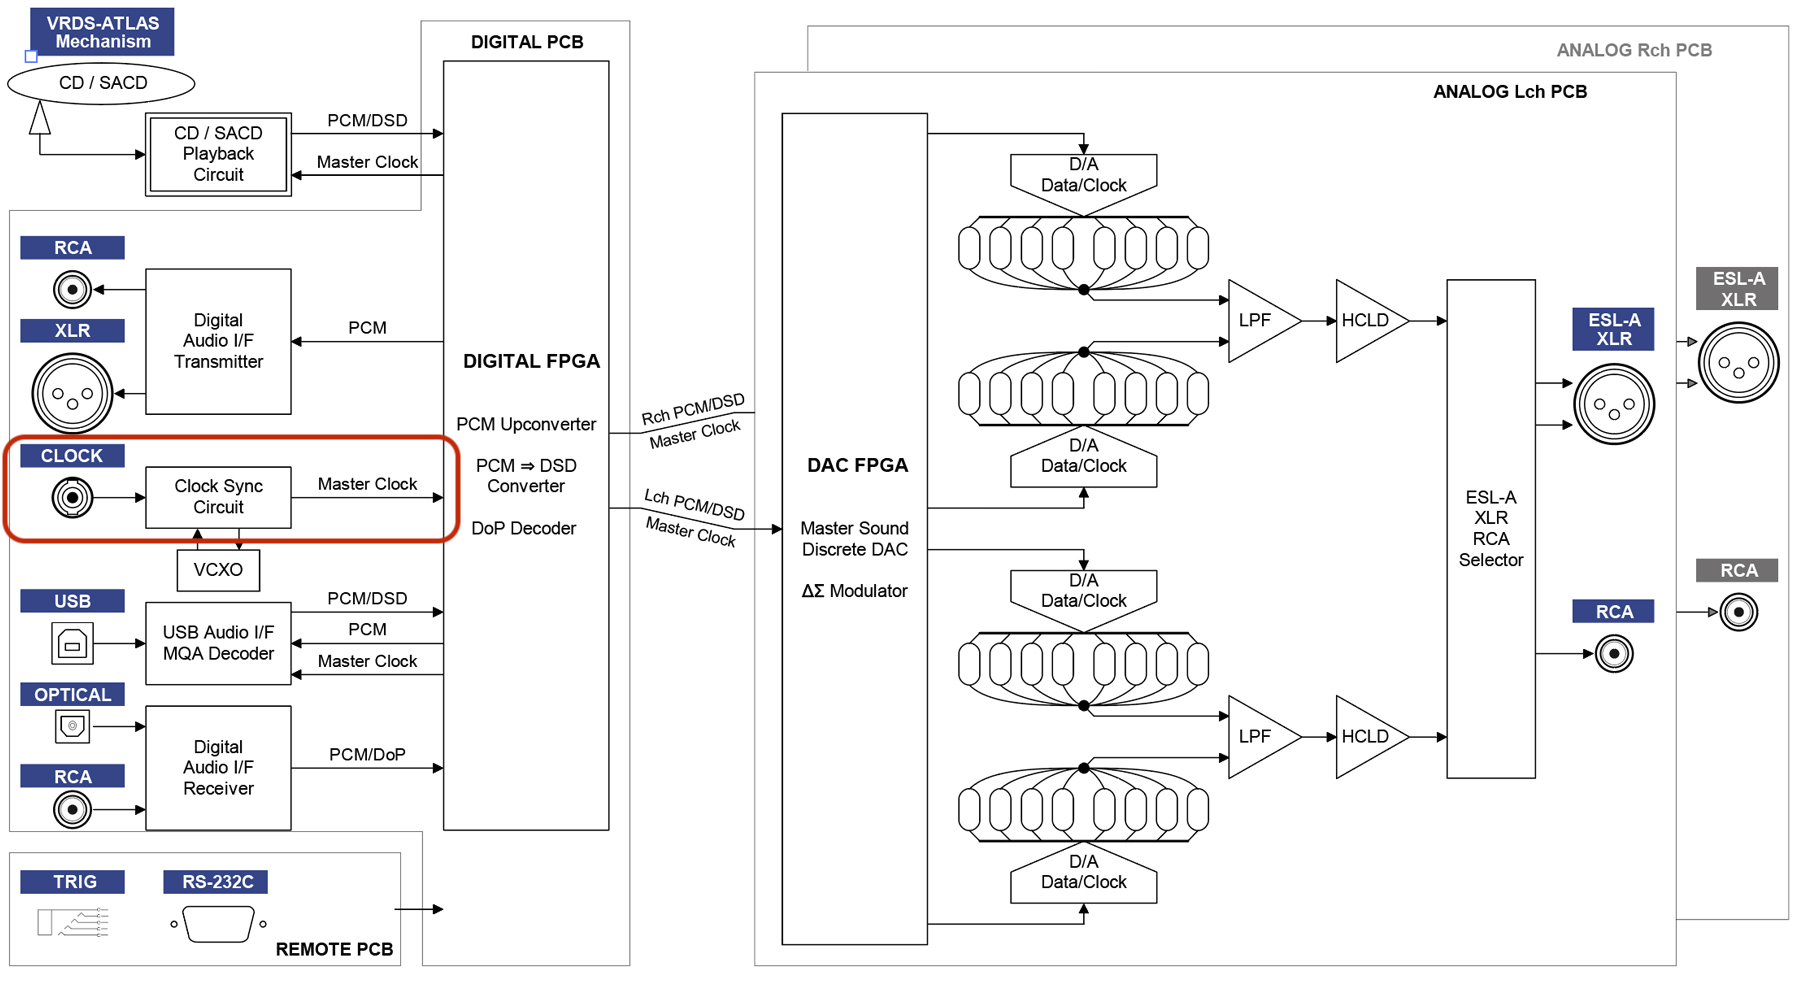 VRDS-ATLAS
Mechanism
CD / SACD
CD / SACD
Playback
Circuit
PCM/DSD
Master Clock
DIGITAL PCB
RCA
XLR
Digital
Audio I/F
Transmitter
PCM
DIGITAL FPGA
PCM Upconverter
PCM ⇒ DSD
Converter
DoP Decoder
CLOCK
Clock Sync
Circuit
Master Clock
VCXO
USB
USB Audio I/F
MQA Decoder
PCM/DSD
PCM
Master Clock
OPTICAL
RCA
Digital
Audio I/F
Receiver
PCM/DoP
TRIG
RS-232C
REMOTE PCB
Rch PCM/DSD
Master Clock
Lch PCM/DSD
Master Clock
ANALOG Rch PCB
ANALOG Lch PCB
DAC FPGA
Master Sound
Discrete DAC
ΔΣ Modulator
D/A
Data/Clock
D/A
Data/Clock
LPF
HCLD
D/A
Data/Clock
D/A
Data/Clock
LPF
HCLD
ESL-A
XLR
RCA
Selector
ESL-A
XLR
RCA
ESL-A
XLR
RCA